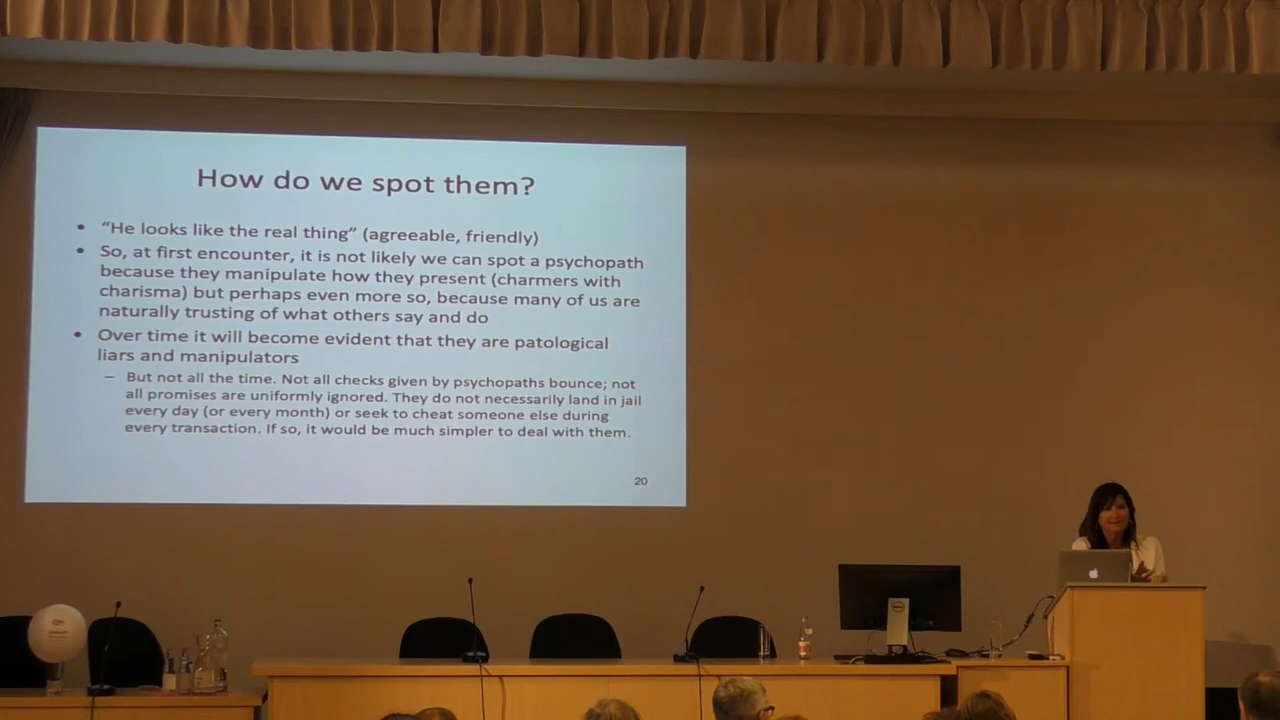 How do we spot them?
• “He looks like the real thing” (agreeable, friendly)
• So, at first encounter, it is not likely we can spot a psychopath
because they manipulate how they present (charmers with
charisma) but perhaps even more so, because many of us are
naturally trusting of what others say and do
• Over time it will become evident that they are patological
liars and manipulators
– But not all the time. Not all checks given by psychopaths bounce; not
all promises are uniformly ignored. They do not necessarily land in jail
every day (or every month) or seek to cheat someone else during
every transaction. If so, it would be much simpler to deal with them.
20
DELL